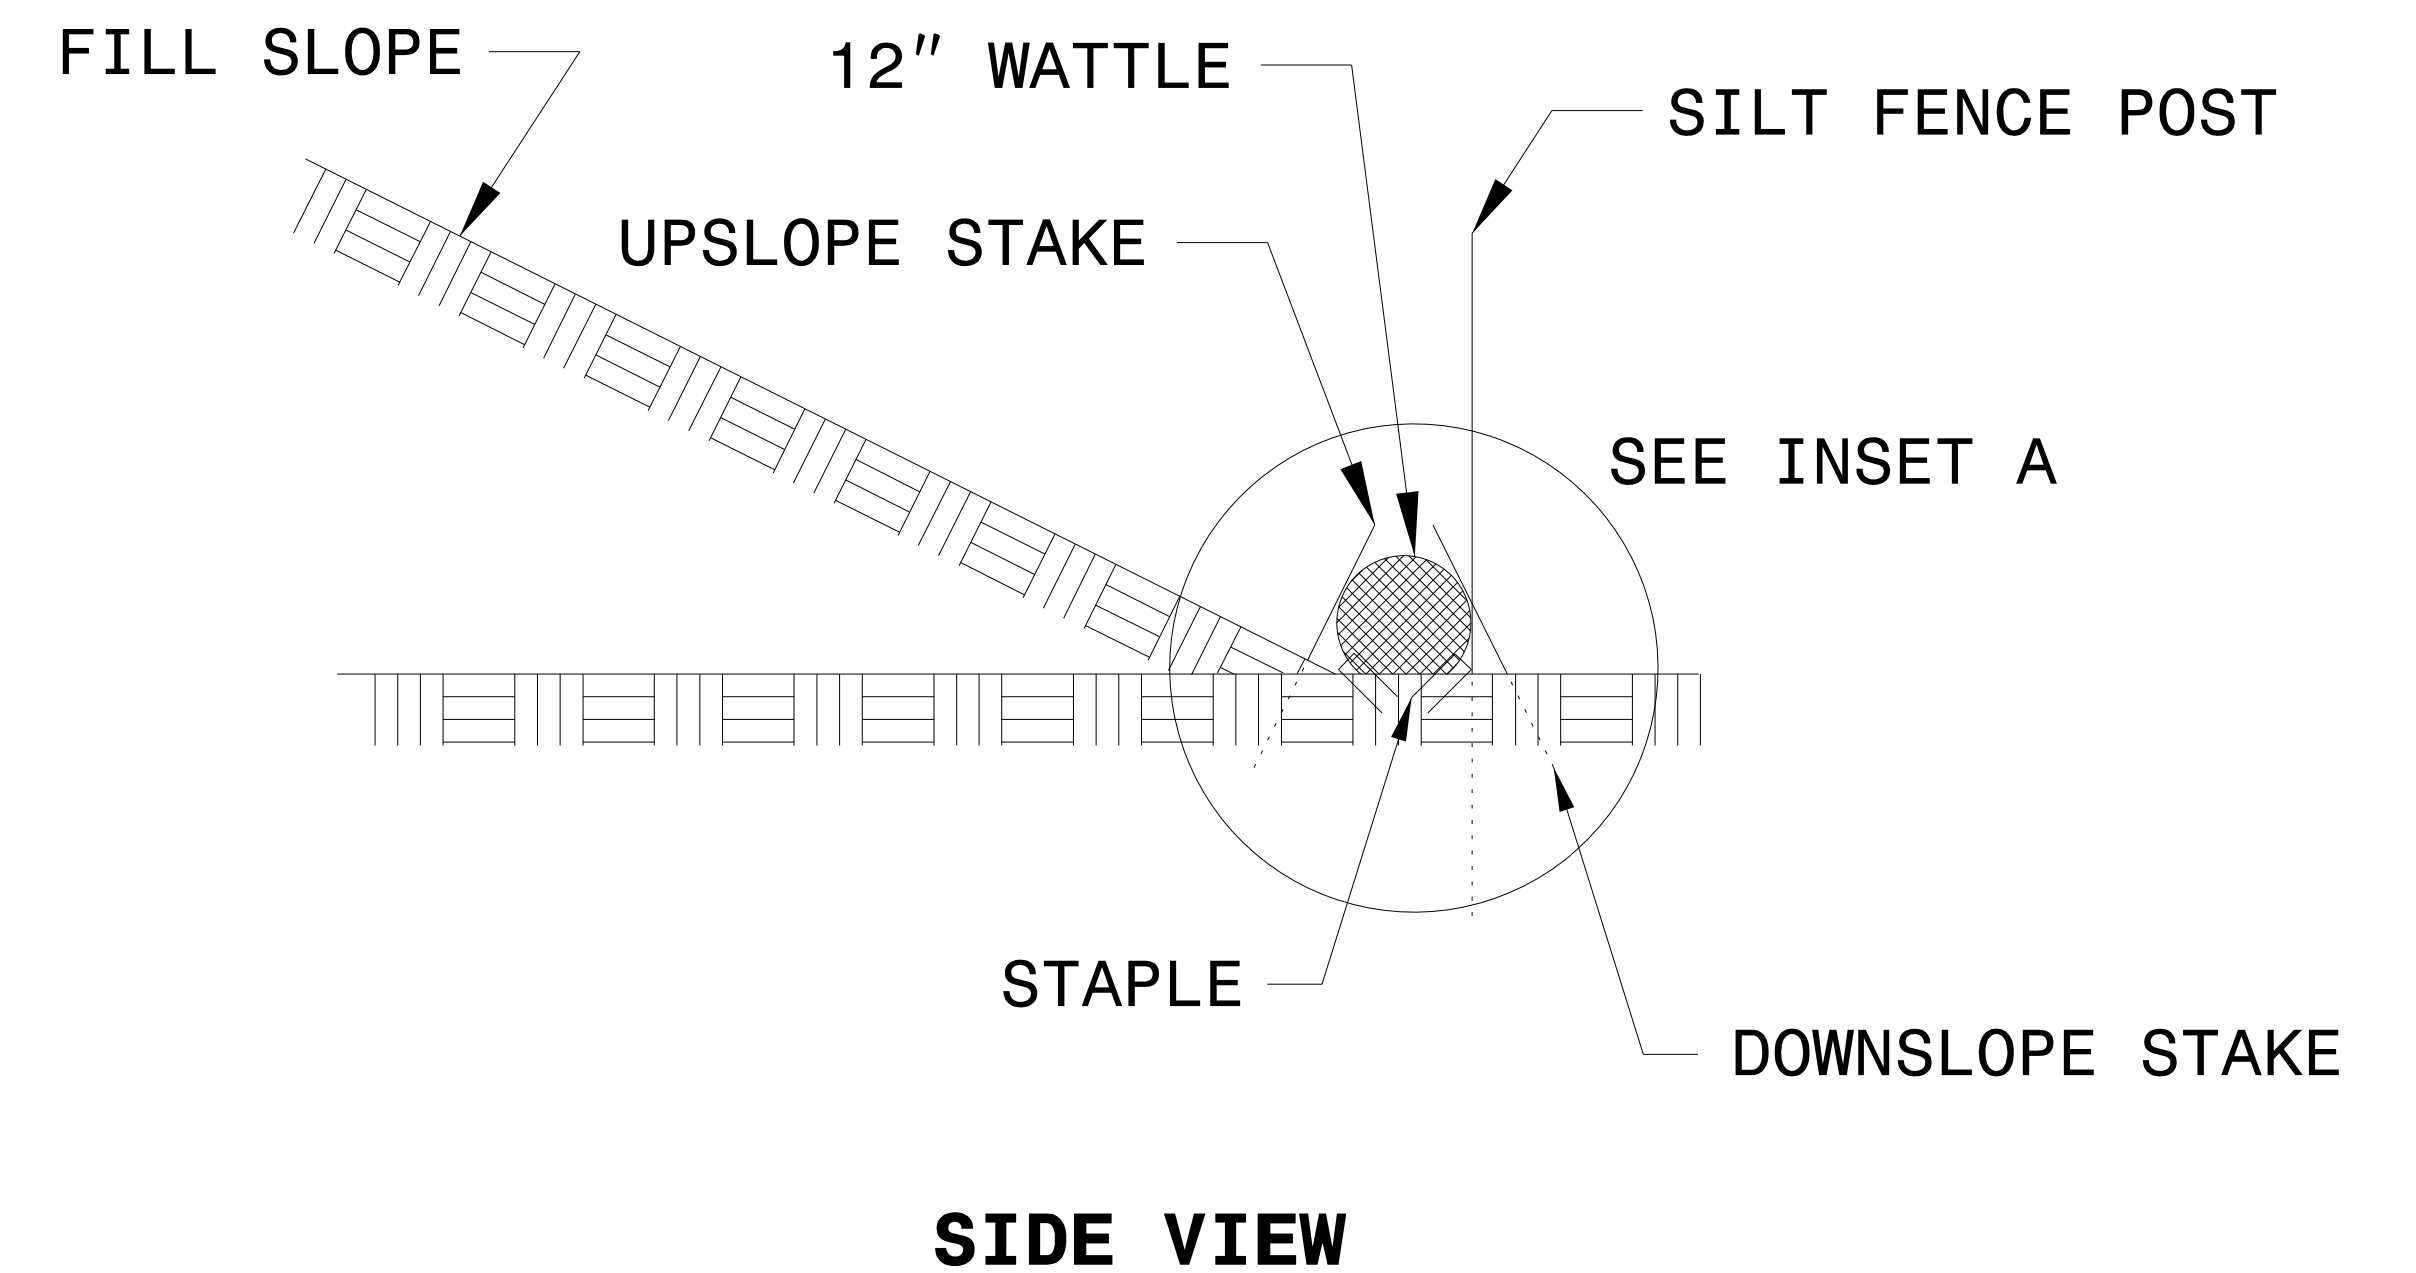 FILL SLOPE
12" WATTLE
SILT FENCE POST
UPSLOPE STAKE
SEE INSET A
STAPLE
DOWNSLOPE STAKE
SIDE VIEW